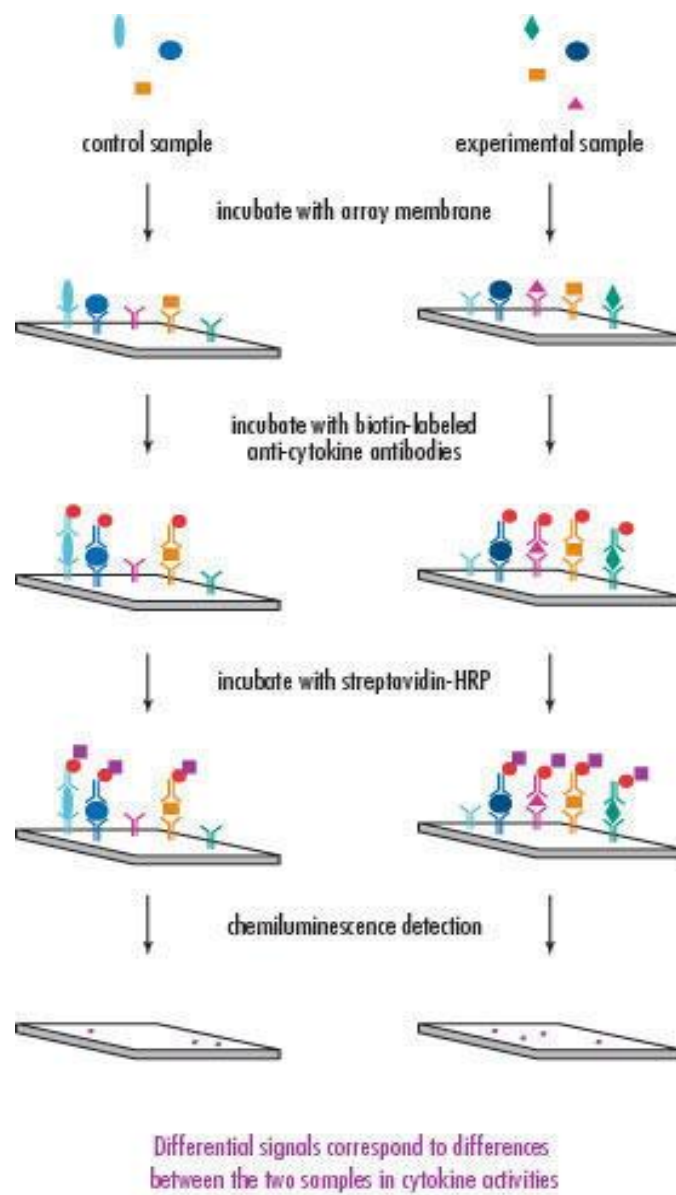 control sample
experimental sample
incubate with array membrane
incubate with biotin-labeled
anti-cytokine antibodies
incubate with streptavidin-HRP
chemiluminescence detection
Differential signals correspond to differences
between the two samples in cytokine activities